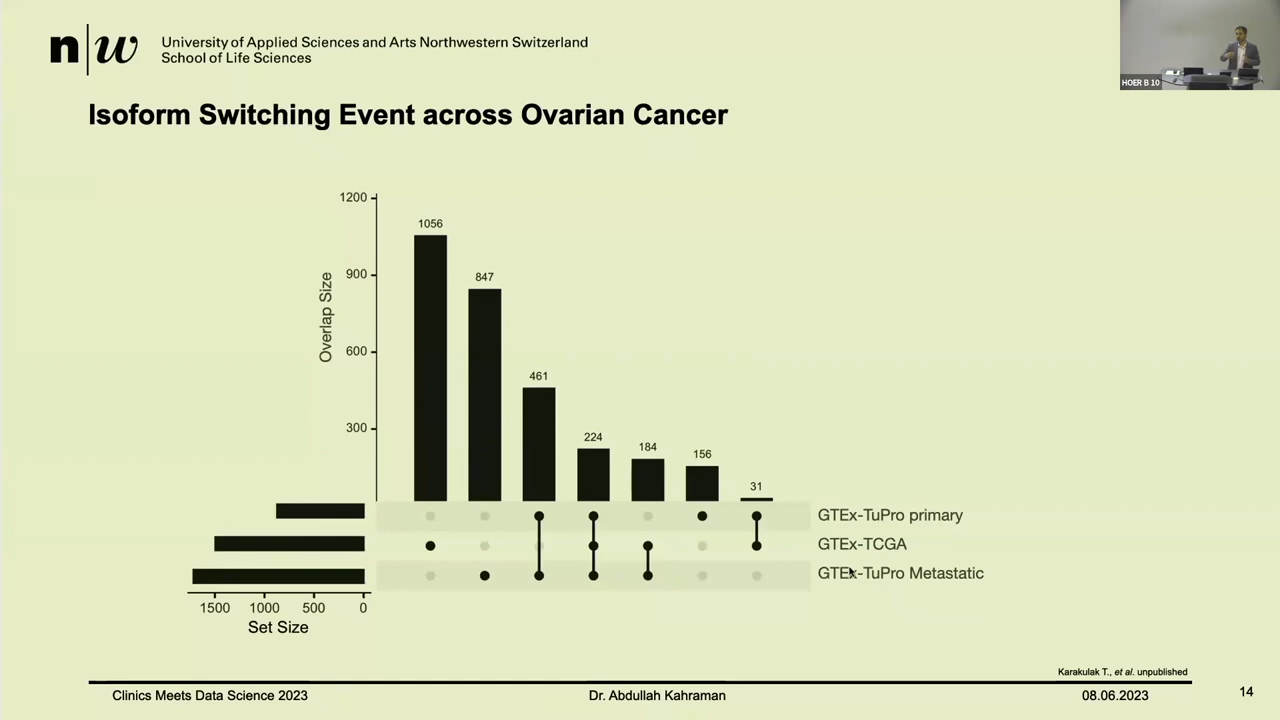 n|w
University of Applied Sciences and Arts Northwestern Switzerland
School of Life Sciences
HOER B 10
Isoform Switching Event across Ovarian Cancer
1200
900
600
300
Overlap Size
1056
847
461
224
184
156
31
GTEx-TuPro primary
GTEx-TCGA
GTEx-TuPro Metastatic
1500 1000 500 0
Set Size
Karakulak T., et al. unpublished
Clinics Meets Data Science 2023
Dr. Abdullah Kahraman
08.06.2023
14